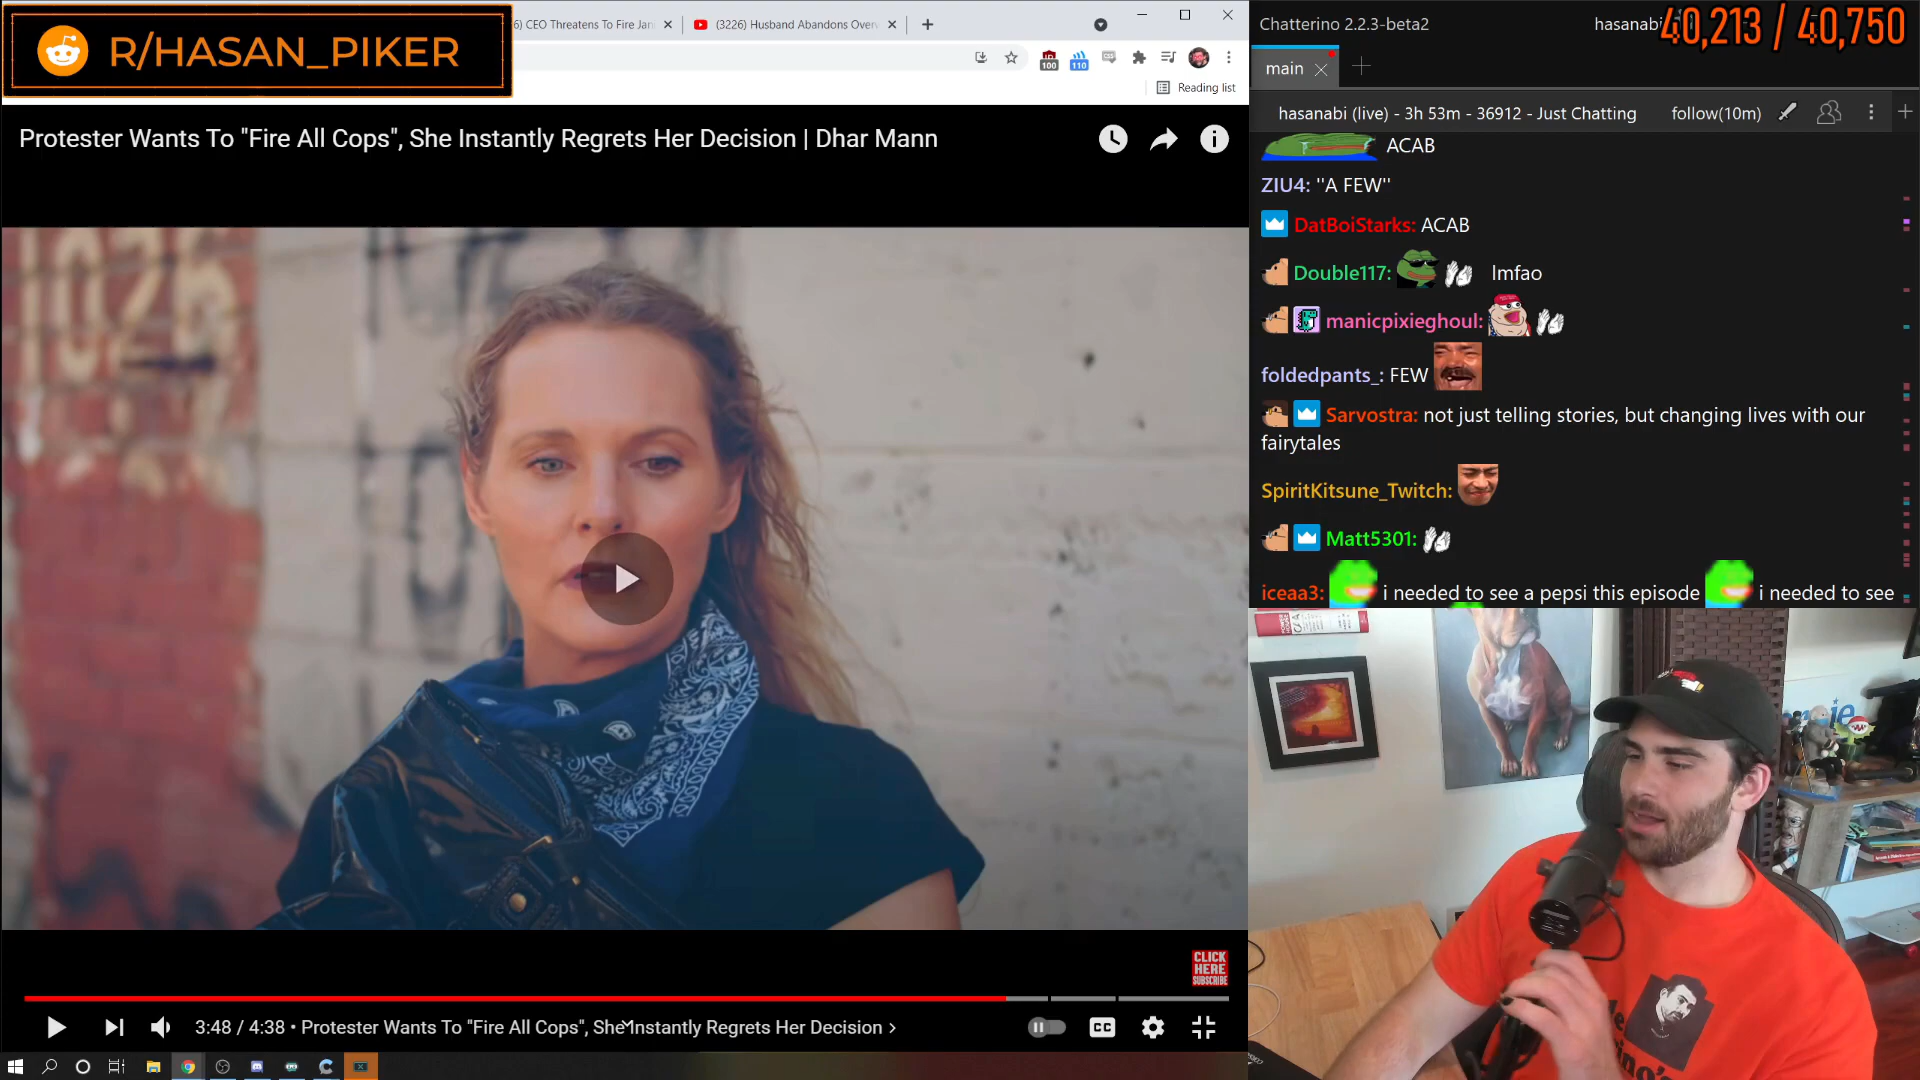 R/HASAN_PIKER
CEO Threatens To Fire Jan
(3226) Husband Abandons Over
100
110
Reading list
Protester Wants To "Fire All Cops", She Instantly Regrets Her Decision | Dhar Mann
1026
CLICK
HERE
SUBSCRIBE
3:48 / 4:38 • Protester Wants To "Fire All Cops", She Instantly Regrets Her Decision
CC
Chatterino 2.2.3-beta2
hasanabi
40,213 / 40,750
main
hasanabi (live) - 3h 53m - 36912 - Just Chatting
follow(10m)
ACAB
ZIU4: ''A FEW''
DatBoiStarks: ACAB
Double117: lmfao
manicpixieghoul:
foldedpants_: FEW
Sarvostra: not just telling stories, but changing lives with our
fairytales
SpiritKitsune_Twitch:
Matt5301:
iceaa3: i needed to see a pepsi this episode i needed to see